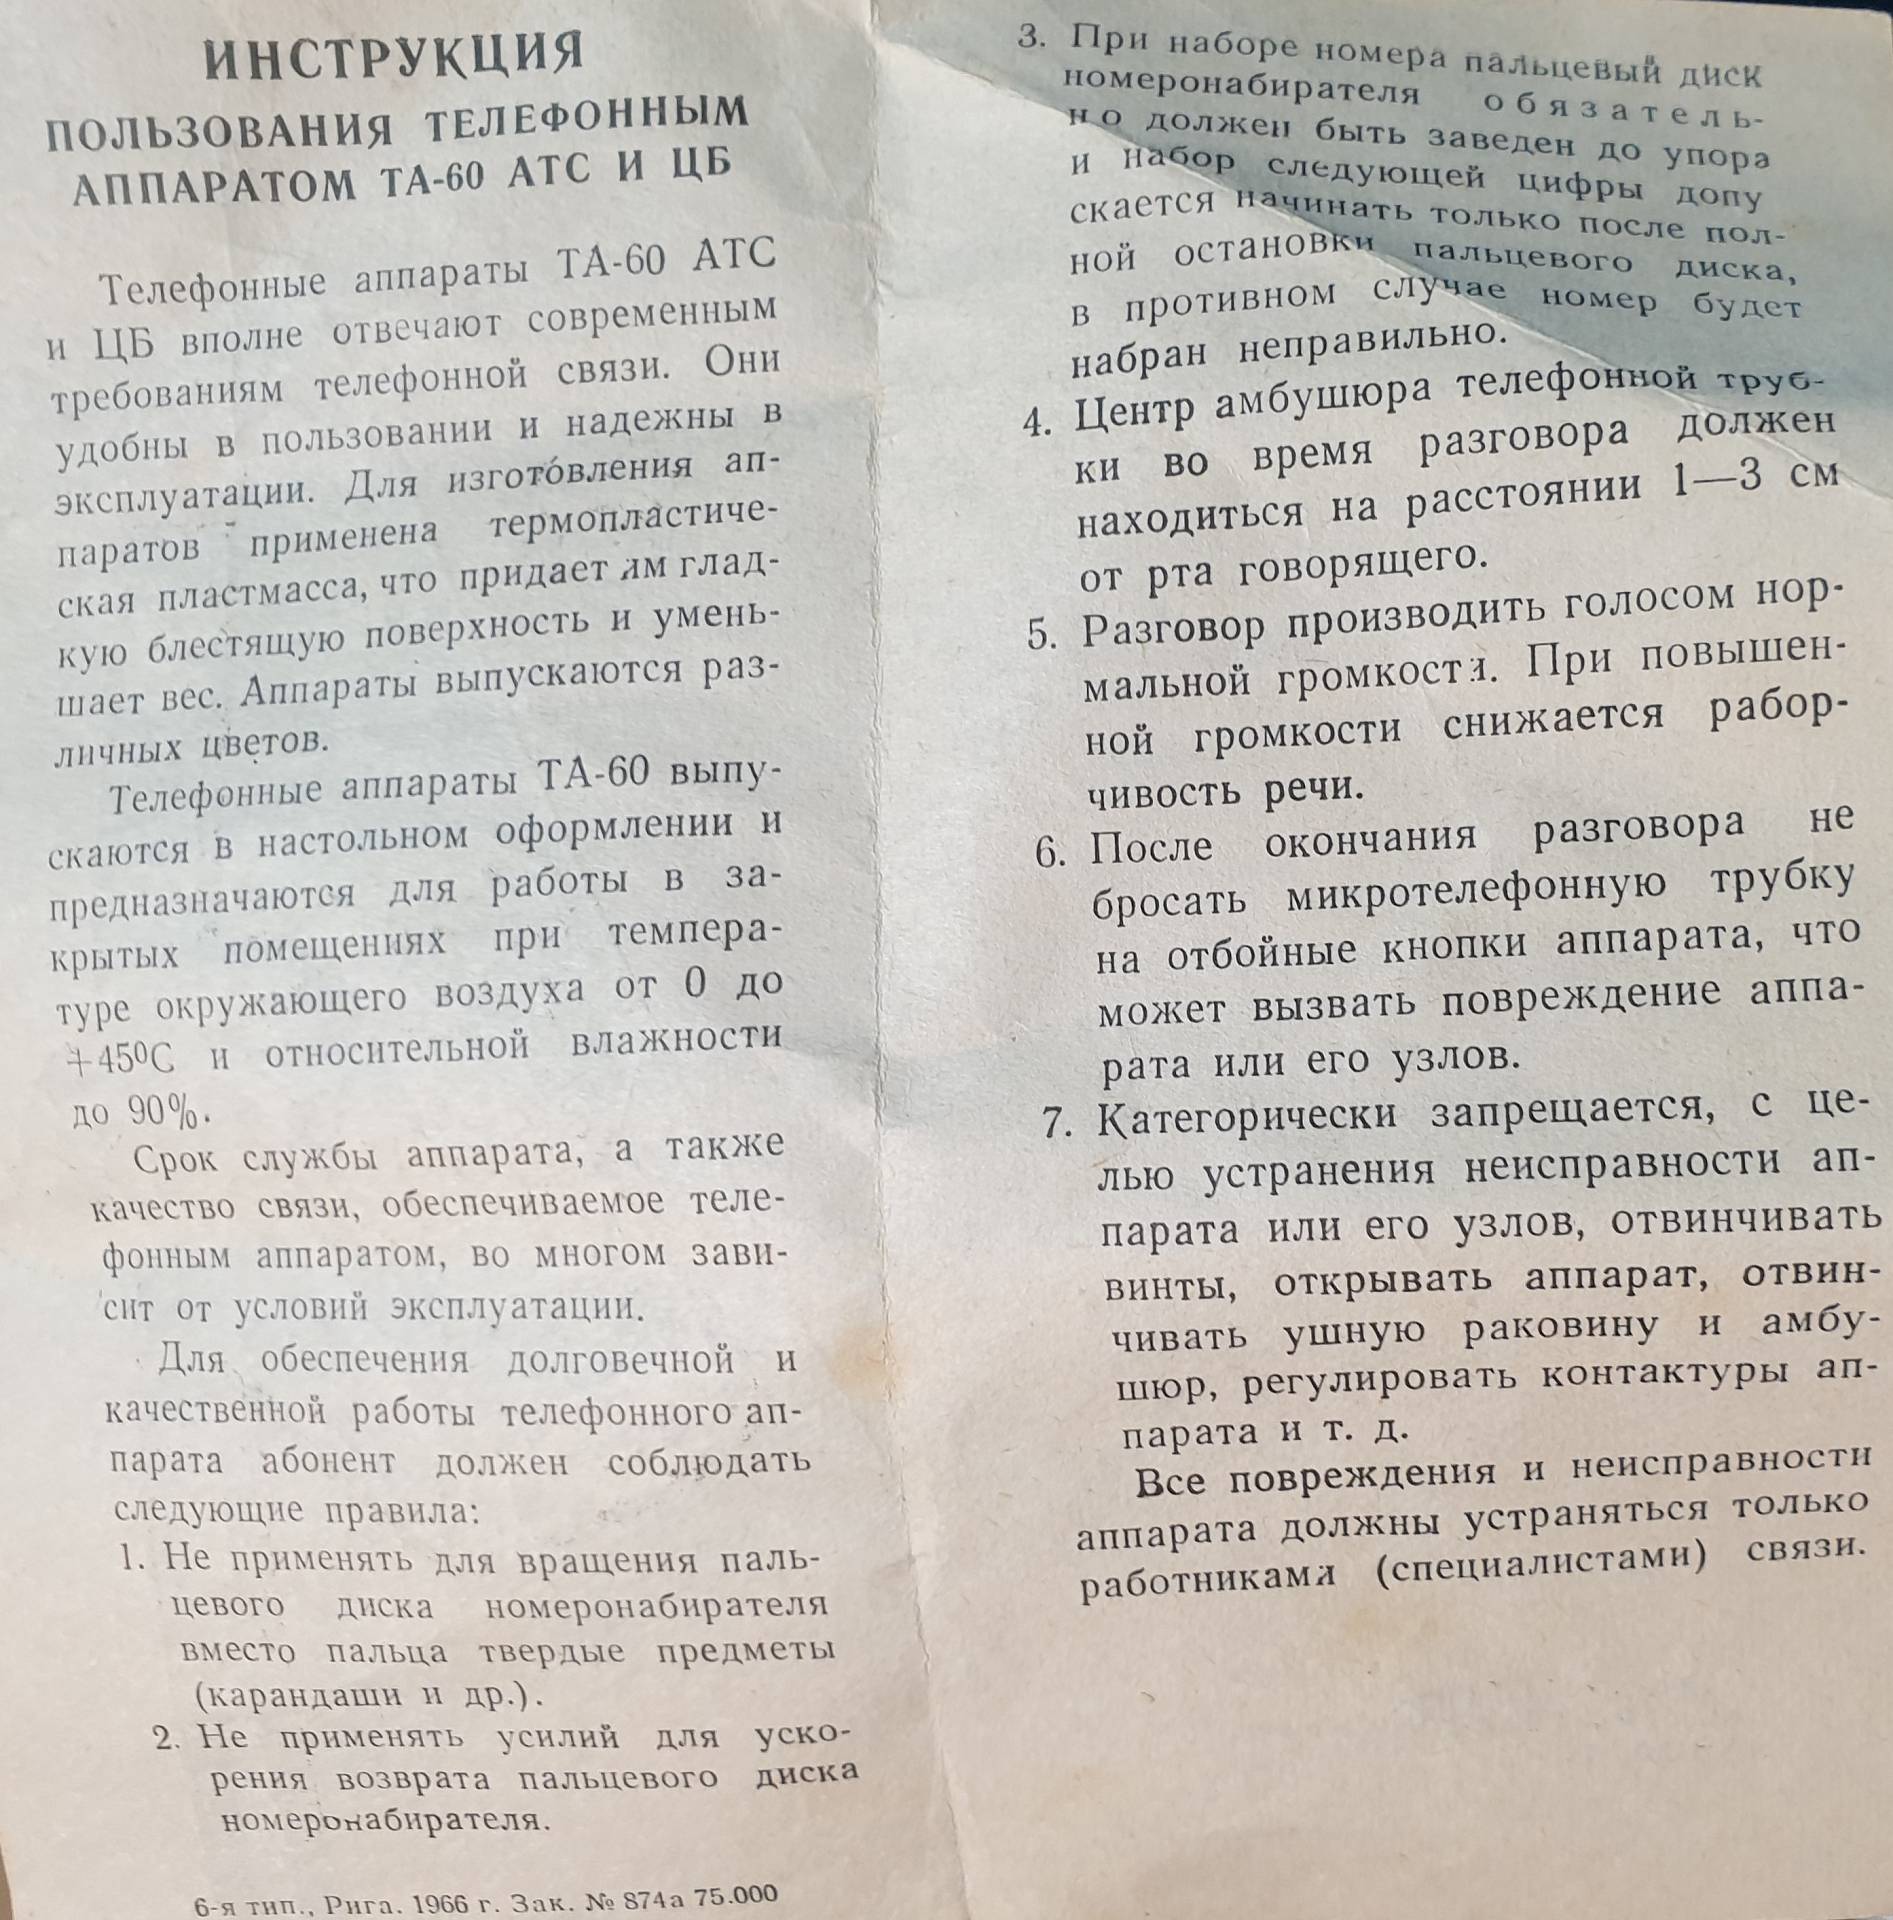 ИНСТРУКЦИЯ
ПОЛЬЗОВАНИЯ ТЕЛЕФОННЫМ
АППАРАТОМ ТА-60 АТС И ЦБ
Телефонные аппараты ТА-60 АТС
и ЦБ вполне отвечают современным
требованиям телефонной связи. Они
удобны в пользовании и надежны в
эксплуатации. Для изготовления ап-
паратов применена термопластиче-
ская пластмасса, что придает им глад-
кую блестящую поверхность и умень-
шает вес. Аппараты выпускаются раз-
личных цветов.
Телефонные аппараты ТА-60 выпу-
скаются в настольном оформлении и
предназначаются для работы в за-
крытых помещениях при темпера-
туре окружающего воздуха от 0 до
+45⁰С и относительной влажности
до 90%.
Срок службы аппарата, а также
качество связи, обеспечиваемое теле-
фонным аппаратом, во многом зави-
сит от условий эксплуатации.
Для обеспечения долговечной и
качественной работы телефонного ап-
парата абонент должен соблюдать
следующие правила:
1. Не применять для вращения паль-
цевого диска номеронабирателя
вместо пальца твердые предметы
(карандаши и др.).
2. Не применять усилий для уско-
рения возврата пальцевого диска
номеронабирателя.
6-я тип., Рига. 1966 г. Зак. № 874а 75.000
3. При наборе номера пальцевый диск
номеронабирателя обязатель-
но должен быть заведен до упора
и набор следующей цифры допу
скается начинать только после пол-
ной остановки пальцевого диска,
в противном случае номер будет
набран неправильно.
4. Центр амбушюра телефонной труб-
ки во время разговора должен
находиться на расстоянии 1—3 см
от рта говорящего.
5. Разговор производить голосом нор-
мальной громкости. При повышен-
ной громкости снижается рабор-
чивость речи.
6. После окончания разговора не
бросать микротелефонную трубку
на отбойные кнопки аппарата, что
может вызвать повреждение аппа-
рата или его узлов.
7. Категорически запрещается, с це-
лью устранения неисправности ап-
парата или его узлов, отвинчивать
винты, открывать аппарат, отвин-
чивать ушную раковину и амбу-
шюр, регулировать контактуры ап-
парата и т. д.
Все повреждения и неисправности
аппарата должны устраняться только
работниками (специалистами) связи.